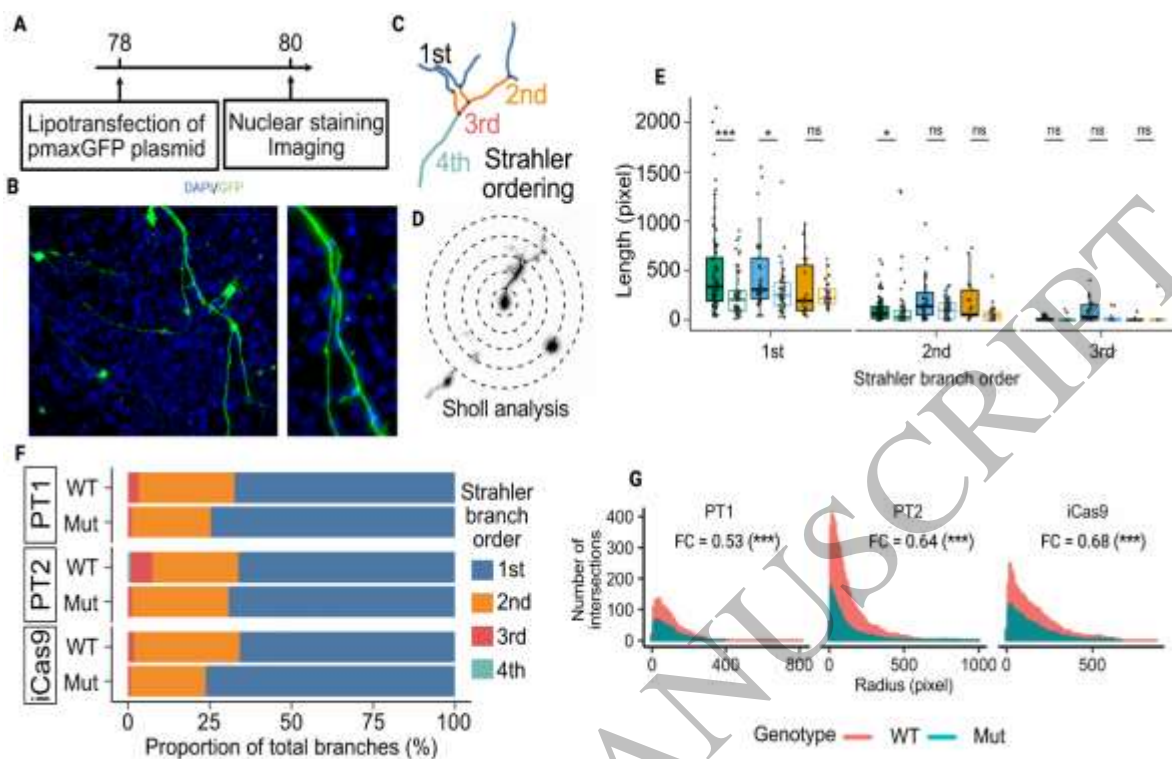 A
78
80
Lipotransfection of
pmaxGFP plasmid
Nuclear staining
Imaging
B
DAPI/GFP
C
1st
2nd
3rd
4th
Strahler
ordering
D
Sholl analysis
E
Length (pixel)
2000
1500
1000
500
0
***
*
ns
*
ns
ns
ns
ns
ns
1st
2nd
3rd
Strahler branch order
F
PT1
WT
Mut
PT2
WT
Mut
iCas9
WT
Mut
0
25
50
75
100
Proportion of total branches (%)
Strahler
branch
order
1st
2nd
3rd
4th
G
Number of
intersections
400
300
200
100
0
PT1
FC = 0.53 (***)
PT2
FC = 0.64 (***)
iCas9
FC = 0.68 (***)
0
400
800
0
500
1000
0
500
Radius (pixel)
Genotype
WT
Mut
ANUSCRIPT